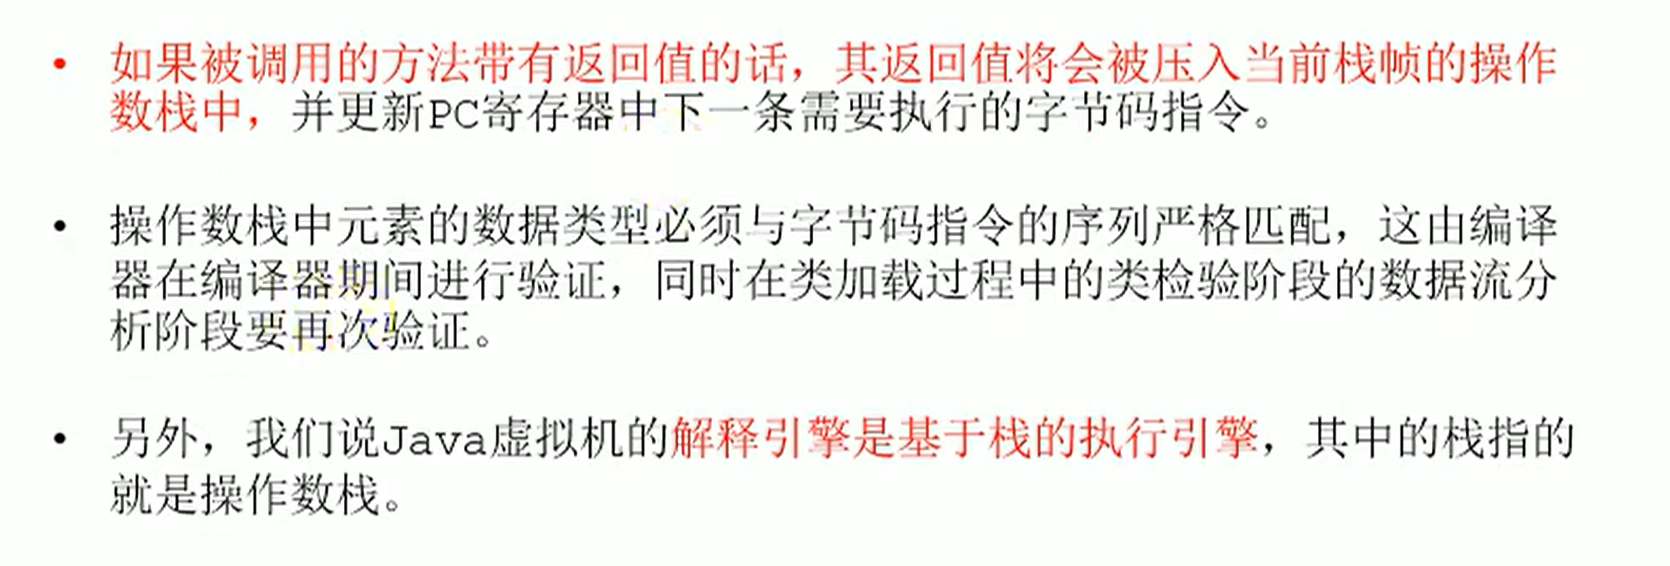 • 如果被调用的方法带有返回值的话，其返回值将会被压入当前栈帧的操作
数栈中，并更新PC寄存器中下一条需要执行的字节码指令。
• 操作数栈中元素的数据类型必须与字节码指令的序列严格匹配，这由编译
器在编译器期间进行验证，同时在类加载过程中的类检验阶段的数据流分
析阶段要再次验证。
• 另外，我们说Java虚拟机的解释引擎是基于栈的执行引擎，其中的栈指的
就是操作数栈。